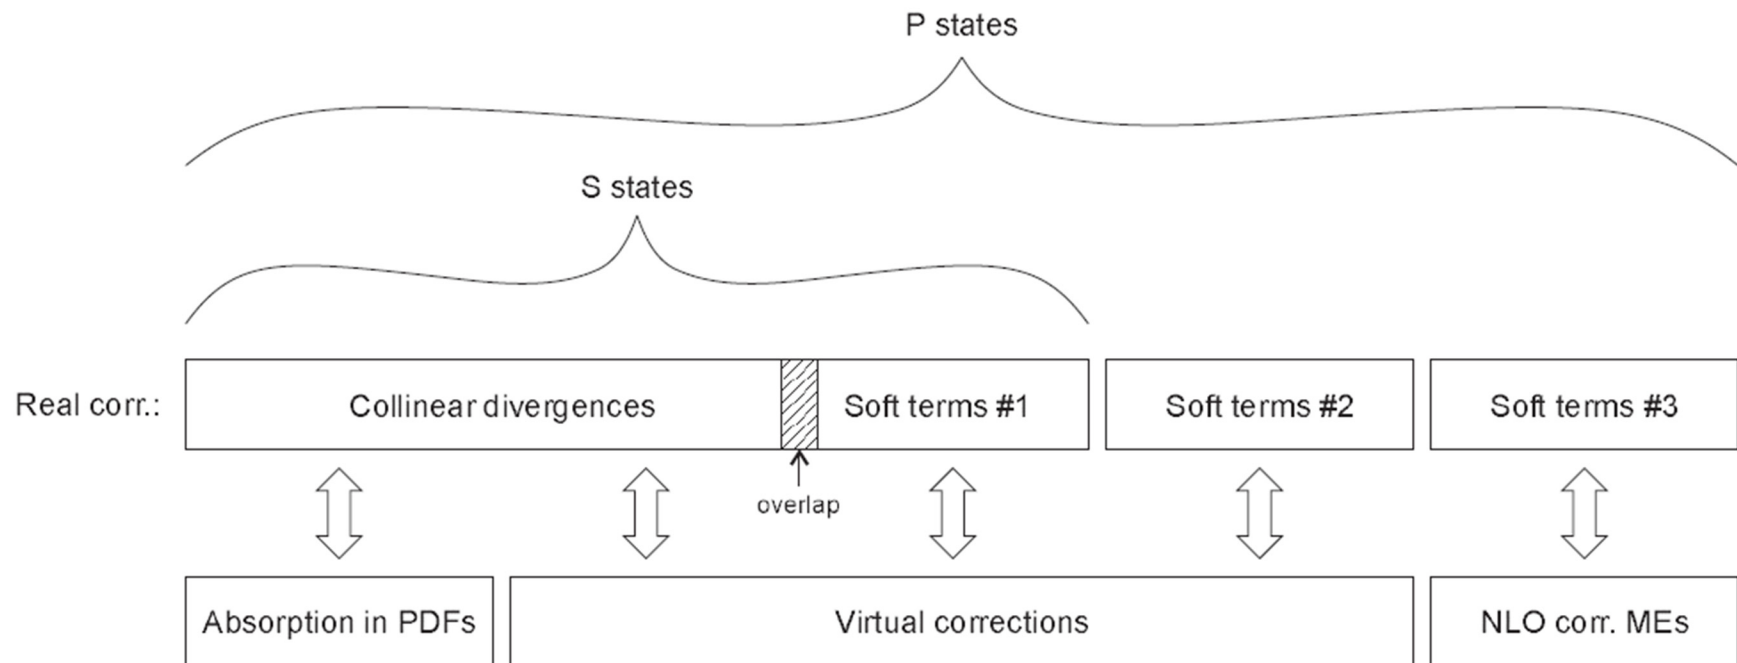 P states
S states
Real corr.: Collinear divergences Soft terms #1 Soft terms #2 Soft terms #3
overlap
Absorption in PDFs Virtual corrections NLO corr. MEs